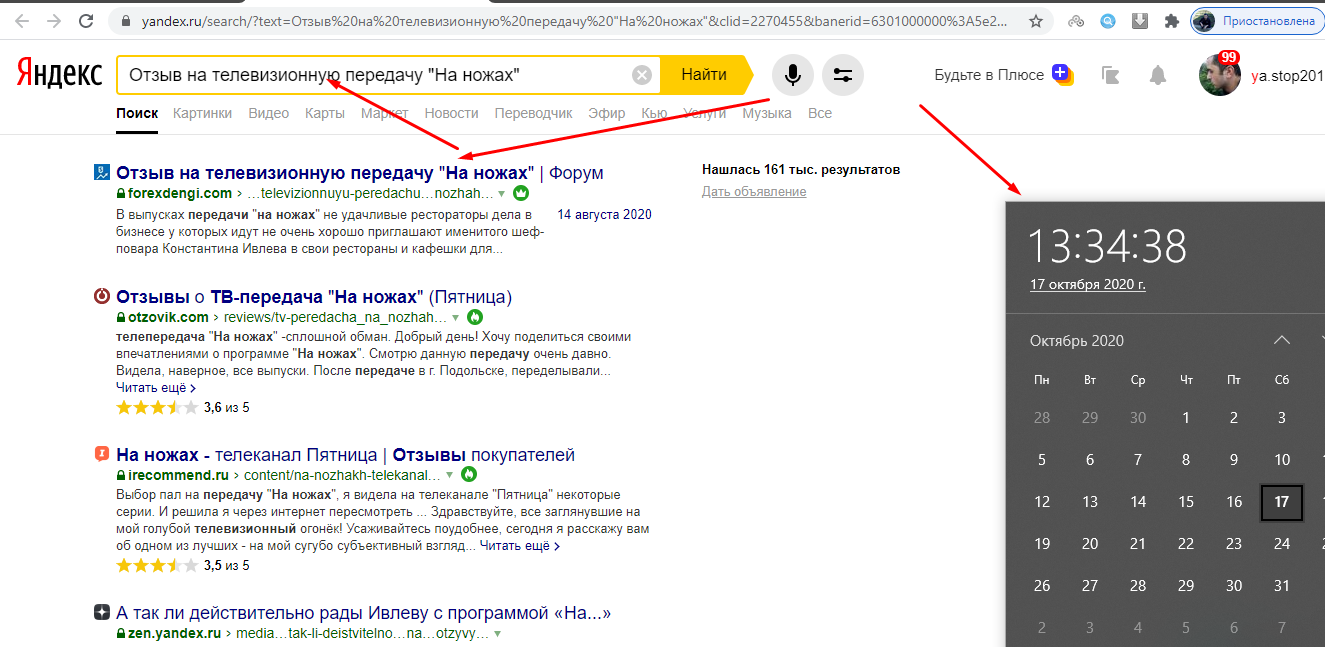 yandex.ru/search/?text=Отзыв%20на%20телевизионную%20передачу%20"На%20ножах"&clid=2270455&banerid=6301000000%3A5e2...
Приостановлена
Яндекс
Отзыв на телевизионную передачу "На ножах"
Найти
Будьте в Плюсе
99
ya.stop201
Поиск Картинки Видео Карты Маркет Новости Переводчик Эфир Кью Услуги Музыка Все
Отзыв на телевизионную передачу "На ножах" | Форум
forexdengi.com › …televizionnuyu-peredachu…nozhah…
В выпусках передачи "на ножах" не удачливые рестораторы дела в
14 августа 2020
бизнесе у которых идут не очень хорошо приглашают именитого шеф-
повара Константина Ивлева в свои рестораны и кафешки для...
Нашлась 161 тыс. результатов
Дать объявление
Отзывы о ТВ-передача "На ножах" (Пятница)
otzovik.com › reviews/tv-peredacha_na_nozhah…
телепередача "На ножах" -сплошной обман. Добрый день! Хочу поделиться своими
впечатлениями о программе "На ножах". Смотрю данную передачу очень давно.
Видела, наверное, все выпуски. После передаче в г. Подольске, переделывали...
Читать ещё ›
3,6 из 5
На ножах - телеканал Пятница | Отзывы покупателей
irecommend.ru › content/na-nozhakh-telekanal…
Выбор пал на передачу "На ножах", я видела на телеканале "Пятница" некоторые
серии. И решила я через интернет пересмотреть ... Здравствуйте, все заглянувшие на
мой голубой телевизионный огонёк! Усаживайтесь поудобнее, сегодня я расскажу вам
об одном из лучших - на мой сугубо субъективный взгляд... Читать ещё ›
3,5 из 5
А так ли действительно рады Ивлеву с программой «На...»
zen.yandex.ru › media…tak-li-deistvitelno…na…otzyvy…
13:34:38
17 октября 2020 г.
Октябрь 2020
Пн Вт Ср Чт Пт Сб
28 29 30 1 2 3
5 6 7 8 9 10
12 13 14 15 16 17
19 20 21 22 23 24
26 27 28 29 30 31
2 3 4 5 6 7